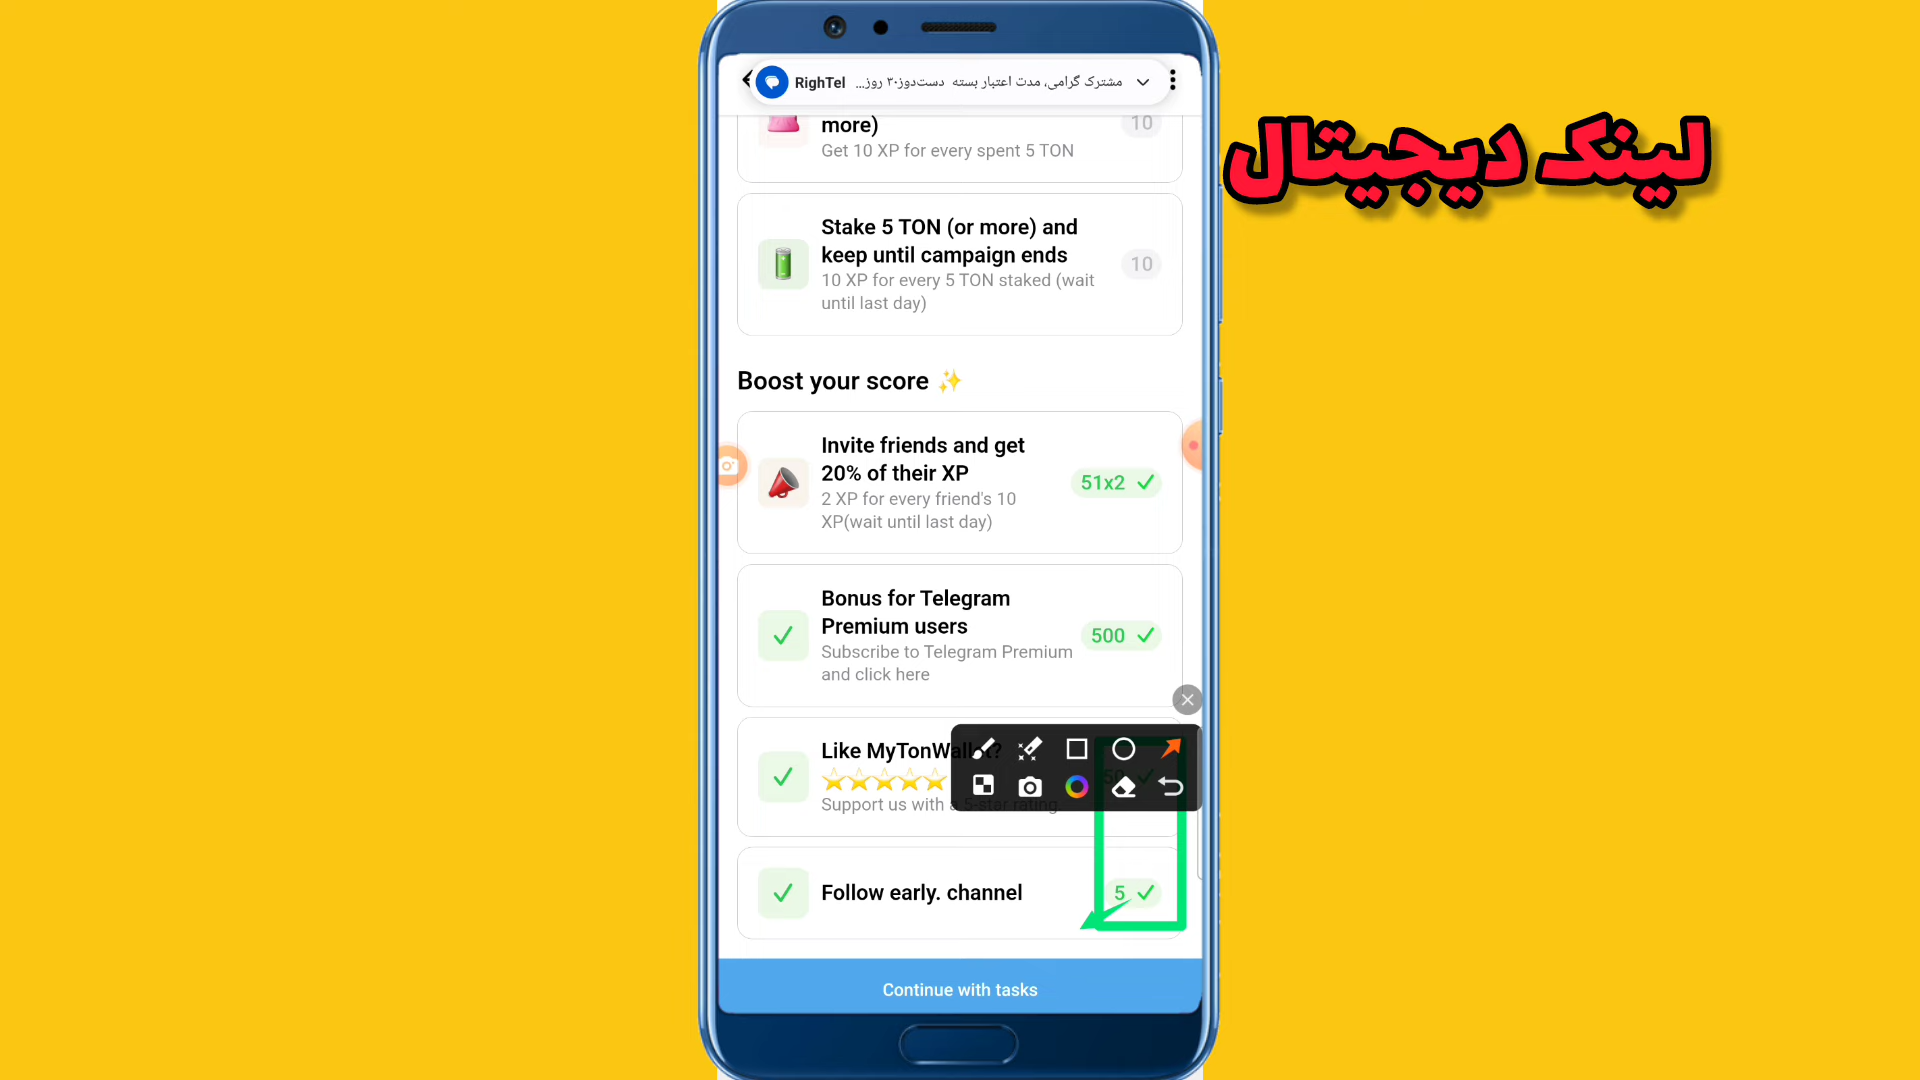 RighTel مشترک گرامی، مدت اعتبار بسته دست‌دوز۳۰ روز...
لینک دیجیتال
more)
10
Get 10 XP for every spent 5 TON
Stake 5 TON (or more) and
keep until campaign ends
10
10 XP for every 5 TON staked (wait
until last day)
Boost your score ✨
Invite friends and get
20% of their XP
51x2
2 XP for every friend's 10
XP(wait until last day)
Bonus for Telegram
Premium users
500
Subscribe to Telegram Premium
and click here
Like MyTonWallet?
50
Support us with a 5-star rating
Follow early. channel
5
Continue with tasks